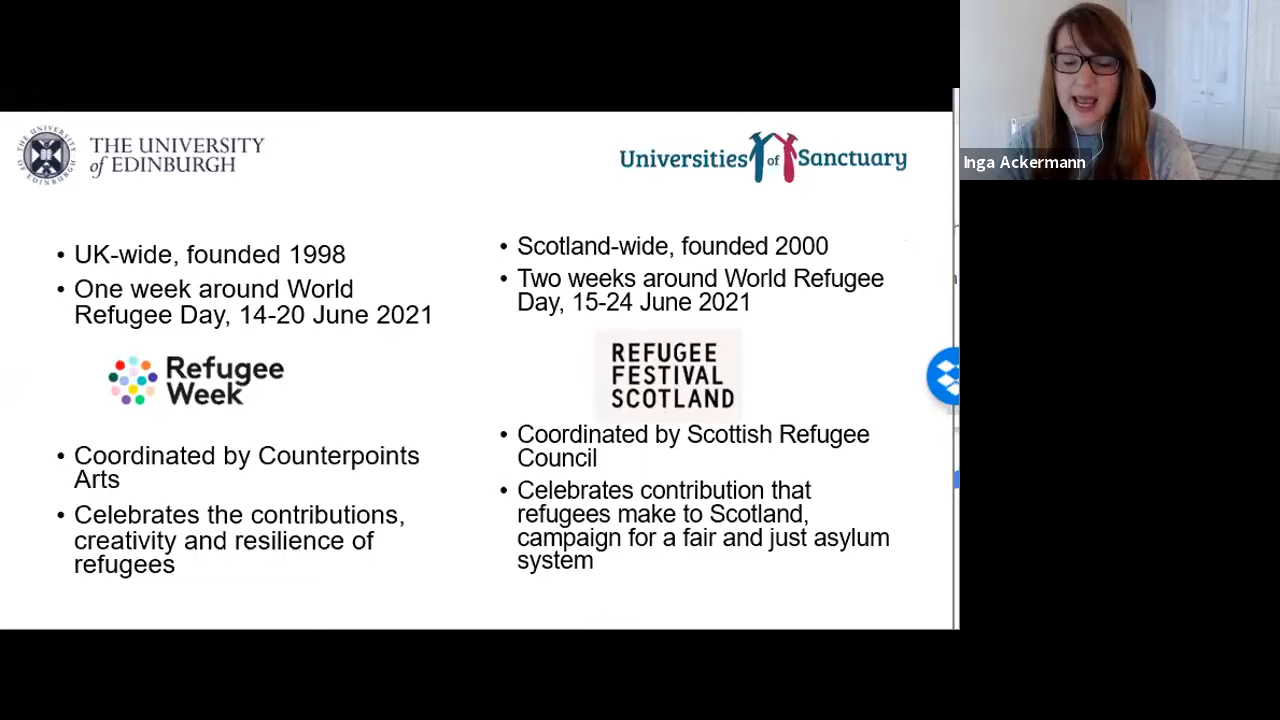 THE UNIVERSITY
of EDINBURGH
Universities of Sanctuary
Inga Ackermann
• UK-wide, founded 1998
• One week around World
Refugee Day, 14-20 June 2021
Refugee
Week
• Coordinated by Counterpoints
Arts
• Celebrates the contributions,
creativity and resilience of
refugees
• Scotland-wide, founded 2000
• Two weeks around World Refugee
Day, 15-24 June 2021
REFUGEE
FESTIVAL
SCOTLAND
• Coordinated by Scottish Refugee
Council
• Celebrates contribution that
refugees make to Scotland,
campaign for a fair and just asylum
system